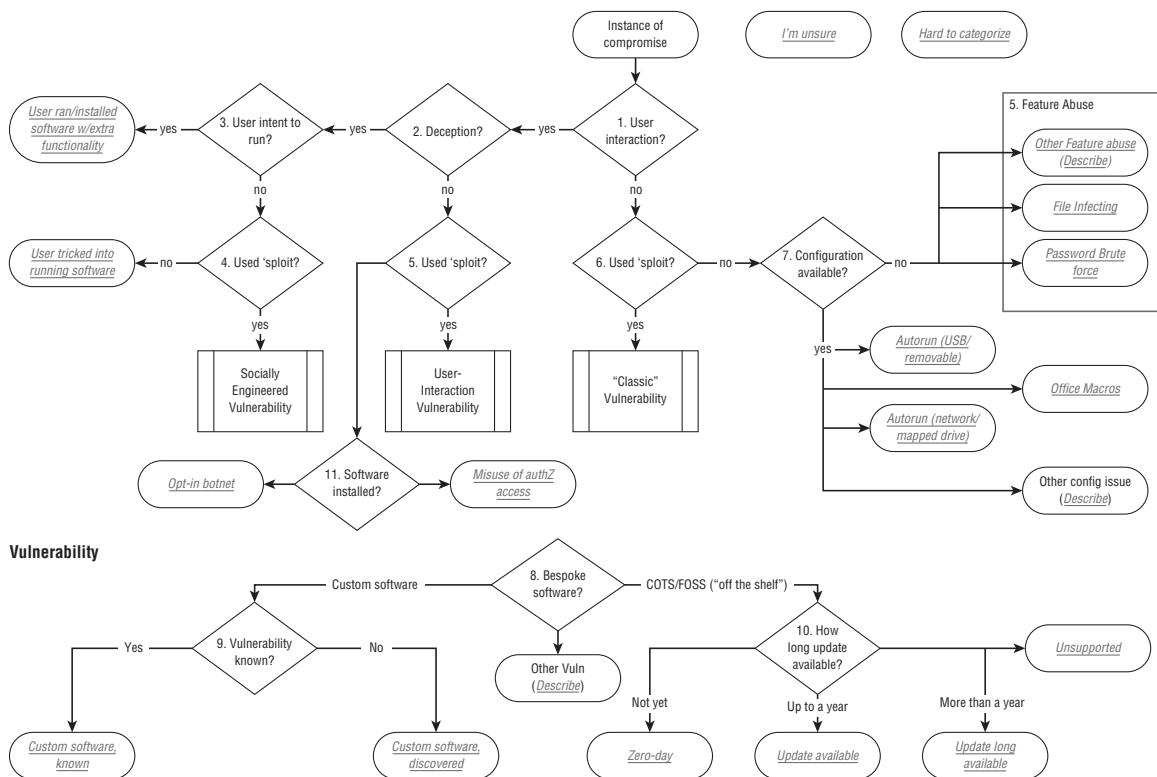 Instance of
compromise
I'm unsure
Hard to categorize
User ran/installed
software w/extra
functionality
yes
3. User intent to
run?
yes
2. Deception?
yes
1. User
interaction?
5. Feature Abuse
Other Feature abuse
(Describe)
no
no
no
File Infecting
User tricked into
running software
no
4. Used ‘sploit?
5. Used ‘sploit?
6. Used ‘sploit?
no
7. Configuration
available?
no
Password Brute
force
yes
yes
yes
yes
Autorun (USB/
removable)
Socially
Engineered
Vulnerability
User-
Interaction
Vulnerability
“Classic”
Vulnerability
Office Macros
Autorun (network/
mapped drive)
Opt-in botnet
11. Software
installed?
Misuse of authZ
access
Other config issue
(Describe)
Vulnerability
Custom software
8. Bespoke
software?
COTS/FOSS (“off the shelf”)
Yes
9. Vulnerability
known?
No
10. How
long update
available?
Unsupported
Other Vuln
(Describe)
Not yet
Up to a year
More than a year
Custom software,
known
Custom software,
discovered
Zero-day
Update available
Update long
available